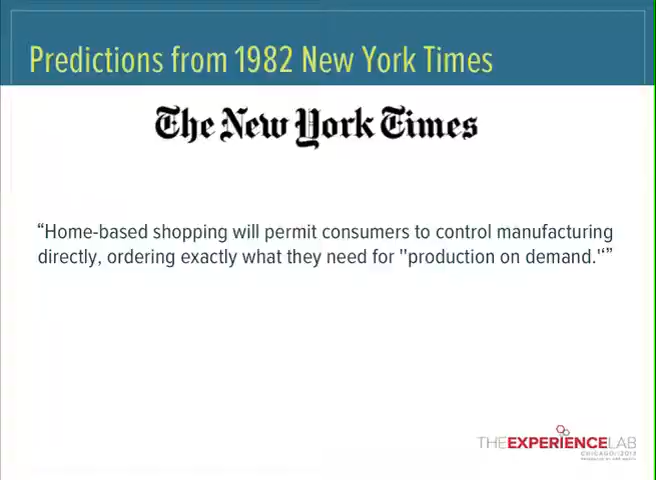 Predictions from 1982 New York Times
The New York Times
“Home-based shopping will permit consumers to control manufacturing
directly, ordering exactly what they need for "production on demand."”
THEEXPERIENCELAB